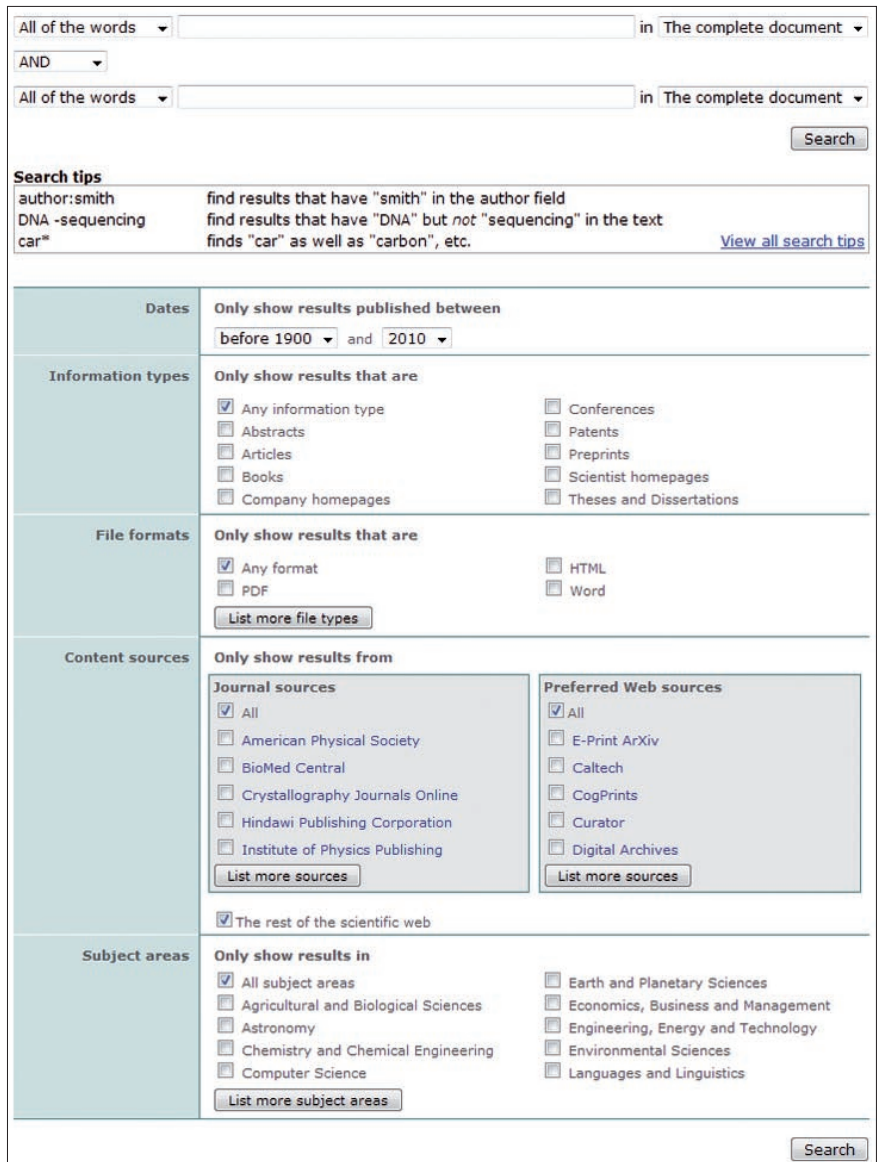 All of the words in The complete document
AND
All of the words in The complete document
Search
Search tips
author:smith find results that have "smith" in the author field
DNA -sequencing find results that have "DNA" but not "sequencing" in the text
car* finds "car" as well as "carbon", etc. View all search tips
Dates Only show results published between
before 1900 and 2010
Information types Only show results that are
Any information type Conferences
Abstracts Patents
Articles Preprints
Books Scientist homepages
Company homepages Theses and Dissertations
File formats Only show results that are
Any format HTML
PDF Word
List more file types
Content sources Only show results from
Journal sources
All
American Physical Society
BioMed Central
Crystallography Journals Online
Hindawi Publishing Corporation
Institute of Physics Publishing
List more sources
Preferred Web sources
All
E-Print ArXiv
Caltech
CogPrints
Curator
Digital Archives
List more sources
The rest of the scientific web
Subject areas Only show results in
All subject areas Earth and Planetary Sciences
Agricultural and Biological Sciences Economics, Business and Management
Astronomy Engineering, Energy and Technology
Chemistry and Chemical Engineering Environmental Sciences
Computer Science Languages and Linguistics
List more subject areas
Search